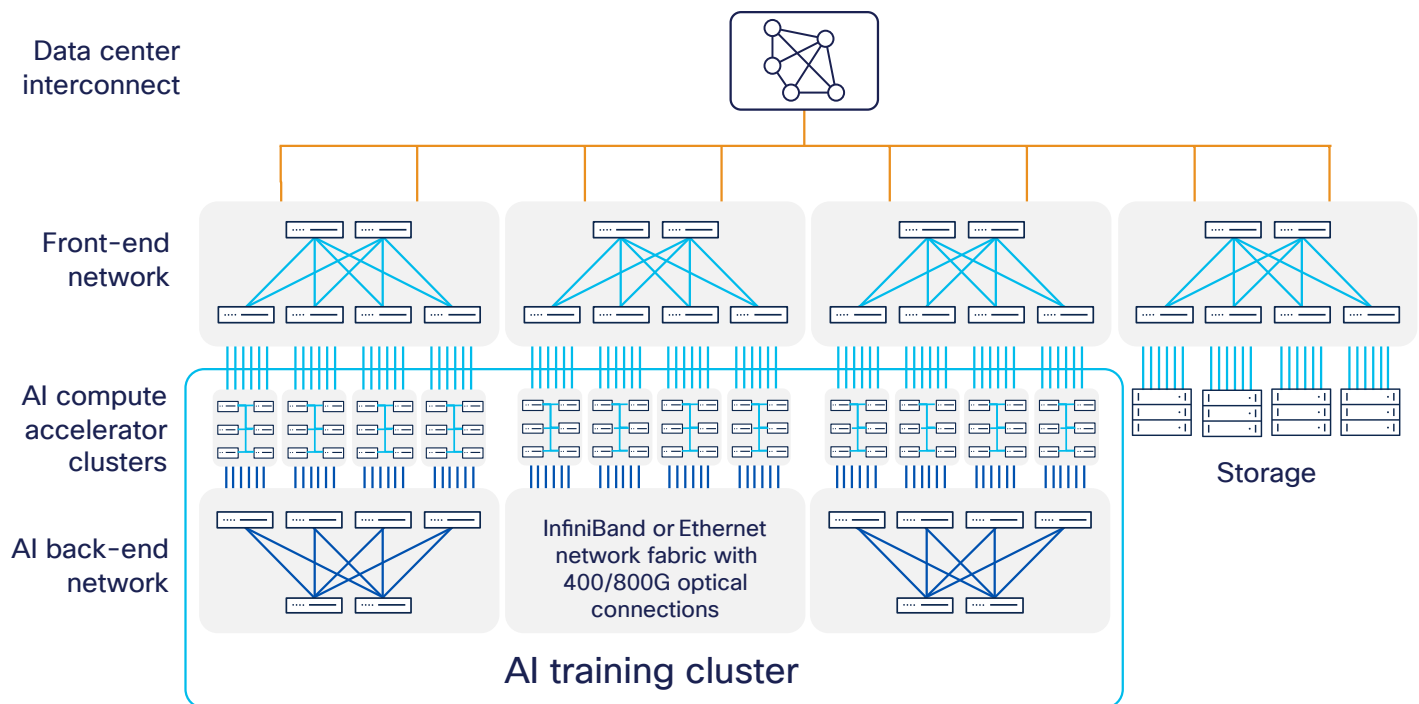 Data center
interconnect
Front-end
network
AI compute
accelerator
clusters
Storage
AI back-end
network
InfiniBand or Ethernet
network fabric with
400/800G optical
connections
AI training cluster